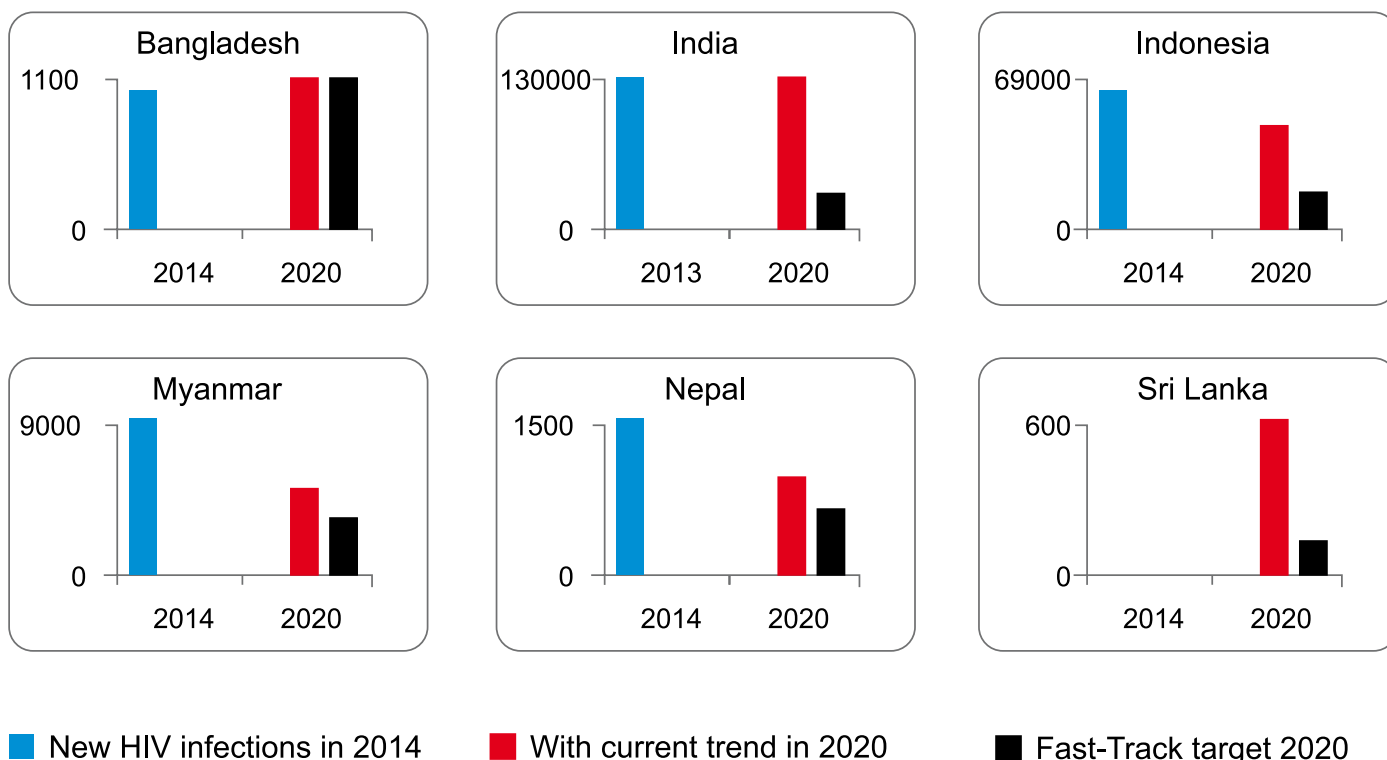 Bangladesh
1100
0
2014 2020
India
130000
0
2013 2020
Indonesia
69000
0
2014 2020
Myanmar
9000
0
2014 2020
Nepal
1500
0
2014 2020
Sri Lanka
600
0
2014 2020
New HIV infections in 2014
With current trend in 2020
Fast-Track target 2020